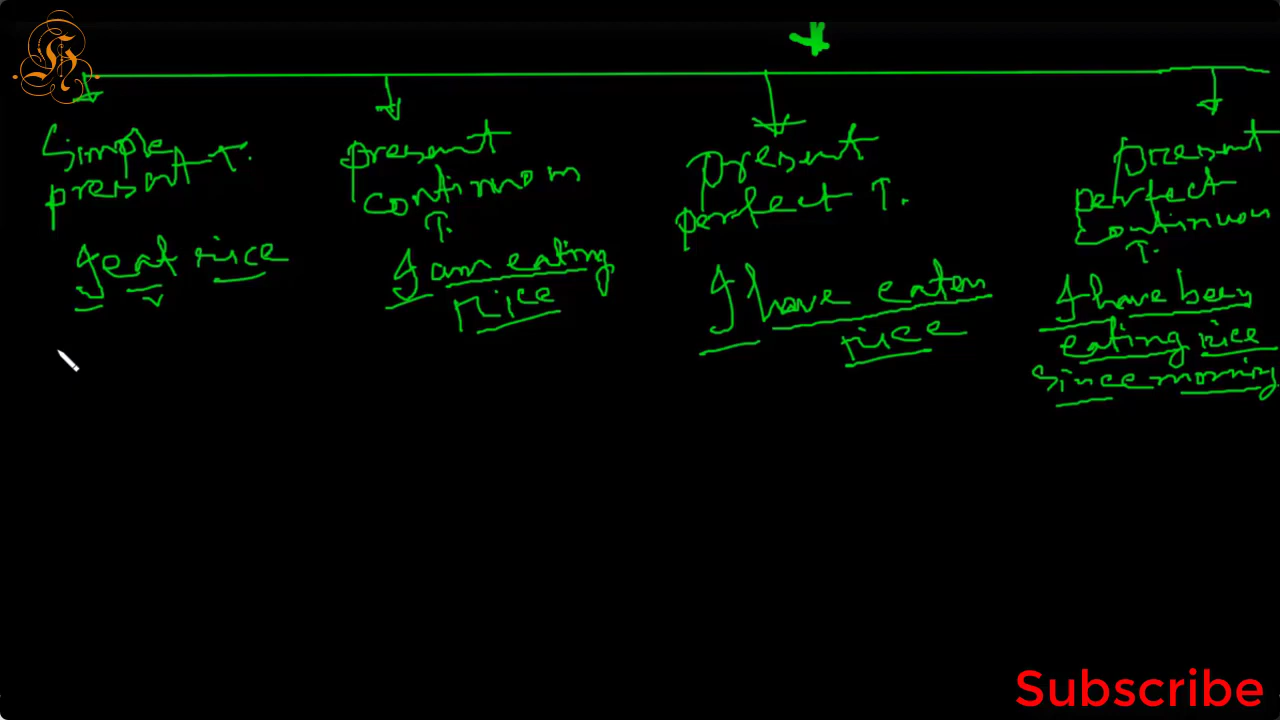 Simple
present T.
I eat rice
present
continuous
T.
I am eating
rice
present
perfect T.
I have eaten
rice
present
perfect
continuous
T.
I have been
eating rice
since morning
Subscribe